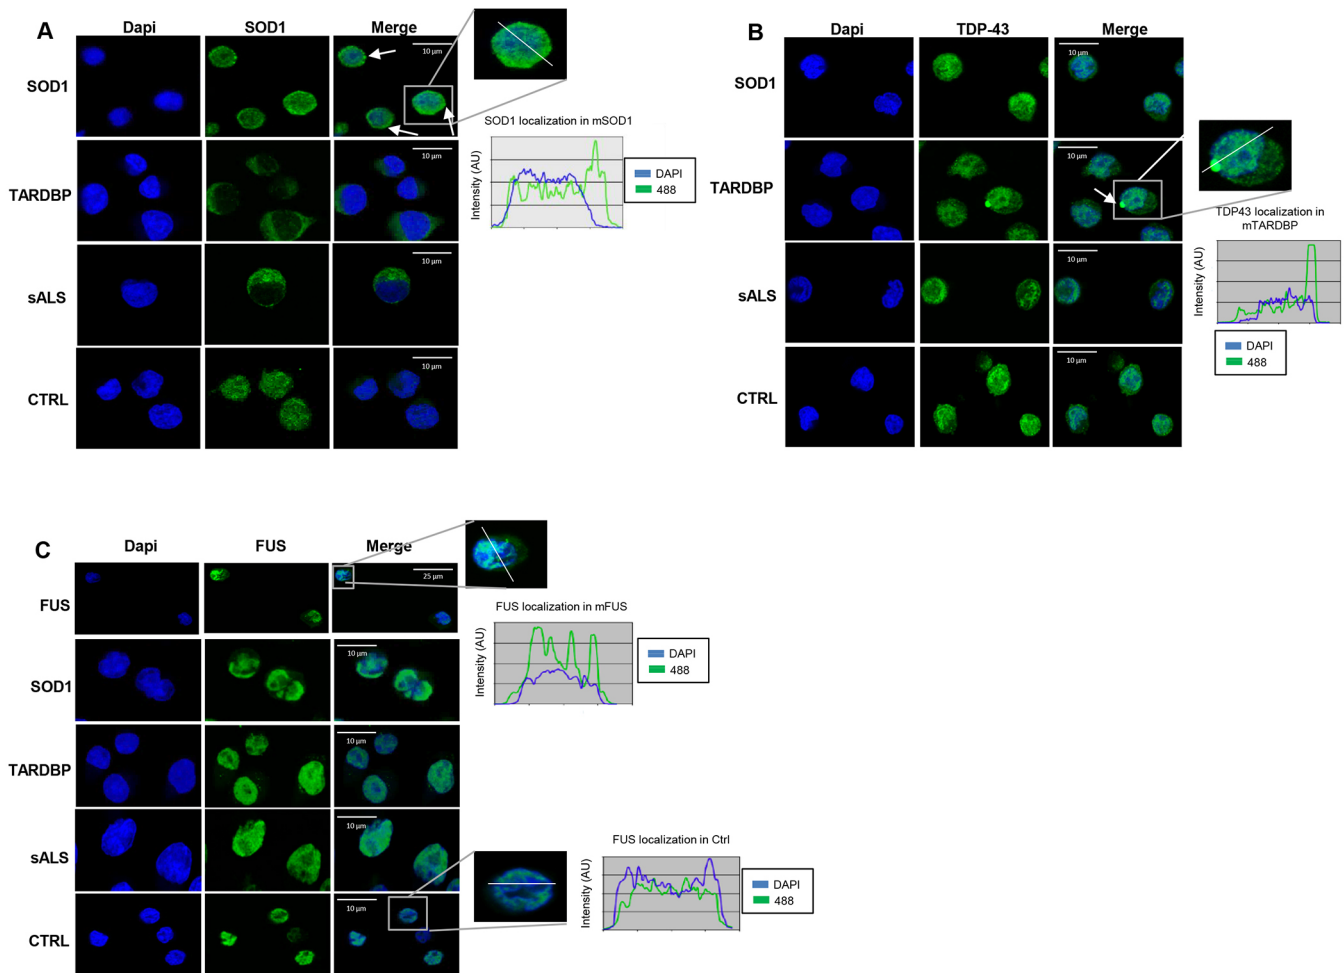 A
Dapi SOD1 Merge
SOD1
10 µm
TARDBP
10 µm
sALS
10 µm
CTRL
10 µm
SOD1 localization in mSOD1
Intensity (AU)
DAPI
488
B
Dapi TDP-43 Merge
SOD1
10 µm
TARDBP
10 µm
sALS
10 µm
CTRL
10 µm
TDP43 localization in
mTARDBP
Intensity (AU)
DAPI
488
C
Dapi FUS Merge
FUS
25 µm
SOD1
10 µm
TARDBP
10 µm
sALS
10 µm
CTRL
10 µm
FUS localization in mFUS
Intensity (AU)
DAPI
488
FUS localization in Ctrl
Intensity (AU)
DAPI
488